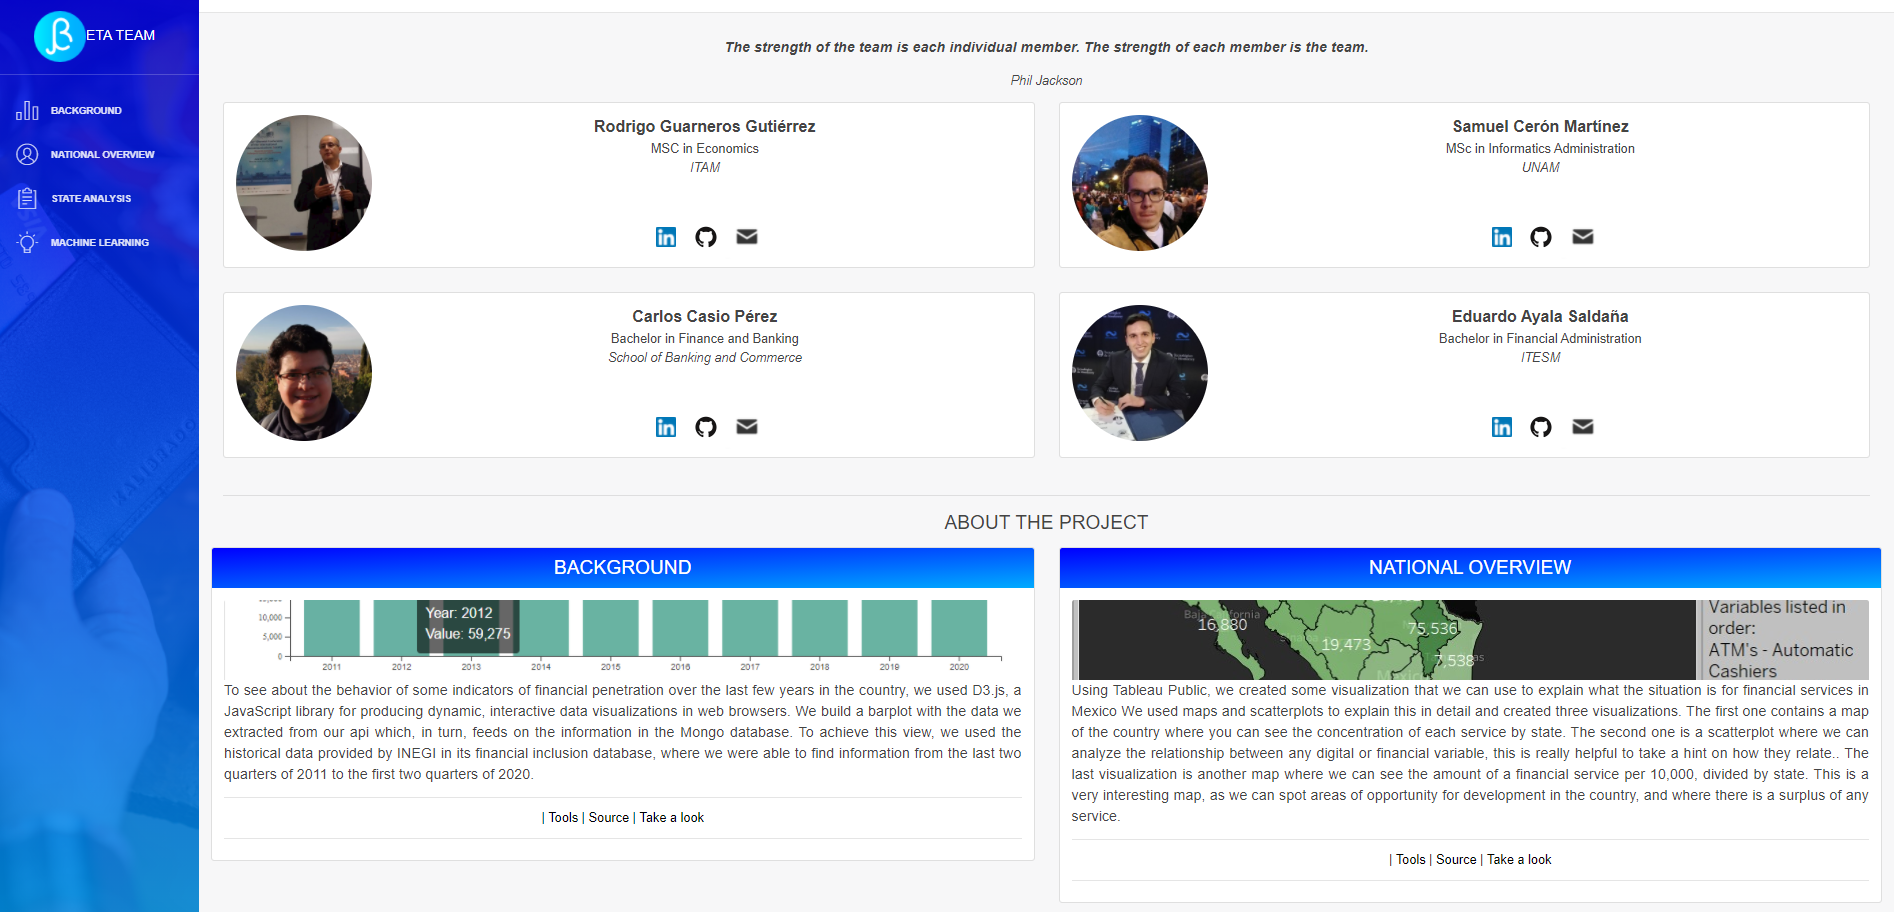 ETA TEAM
BACKGROUND
NATIONAL OVERVIEW
STATE ANALYSIS
MACHINE LEARNING
The strength of the team is each individual member. The strength of each member is the team.
Phil Jackson
Rodrigo Guarneros Gutiérrez
MSC in Economics
ITAM
Samuel Cerón Martínez
MSc in Informatics Administration
UNAM
Carlos Casio Pérez
Bachelor in Finance and Banking
School of Banking and Commerce
Eduardo Ayala Saldaña
Bachelor in Financial Administration
ITESM
ABOUT THE PROJECT
BACKGROUND
10,000
5,000
0
Year: 2012
Value: 59,275
2011 2012 2013 2014 2015 2016 2017 2018 2019 2020
To see about the behavior of some indicators of financial penetration over the last few years in the country, we used D3.js, a
JavaScript library for producing dynamic, interactive data visualizations in web browsers. We build a barplot with the data we
extracted from our api which, in turn, feeds on the information in the Mongo database. To achieve this view, we used the
historical data provided by INEGI in its financial inclusion database, where we were able to find information from the last two
quarters of 2011 to the first two quarters of 2020.
| Tools | Source | Take a look
NATIONAL OVERVIEW
Baja California
16,880
19,473
75,536
7,538
Variables listed in
order:
ATM's - Automatic
Cashiers
Using Tableau Public, we created some visualization that we can use to explain what the situation is for financial services in
Mexico We used maps and scatterplots to explain this in detail and created three visualizations. The first one contains a map
of the country where you can see the concentration of each service by state. The second one is a scatterplot where we can
analyze the relationship between any digital or financial variable, this is really helpful to take a hint on how they relate.. The
last visualization is another map where we can see the amount of a financial service per 10,000, divided by state. This is a
very interesting map, as we can spot areas of opportunity for development in the country, and where there is a surplus of any
service.
| Tools | Source | Take a look